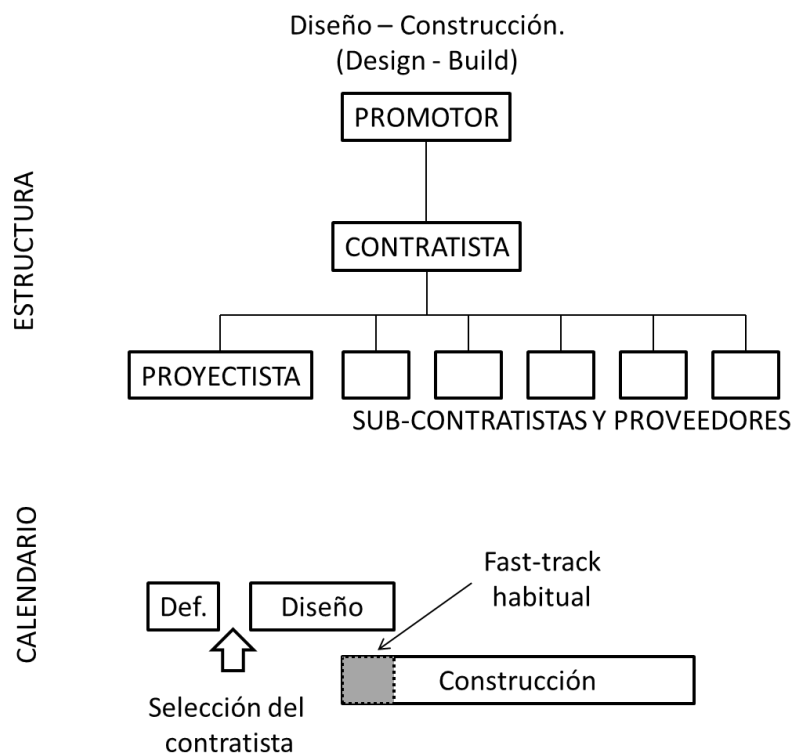 Diseño – Construcción.
(Design - Build)
PROMOTOR
ESTRUCTURA
CONTRATISTA
PROYECTISTA
SUB-CONTRATISTAS Y PROVEEDORES
CALENDARIO
Fast-track
habitual
Def.
Diseño
Construcción
Selección del
contratista